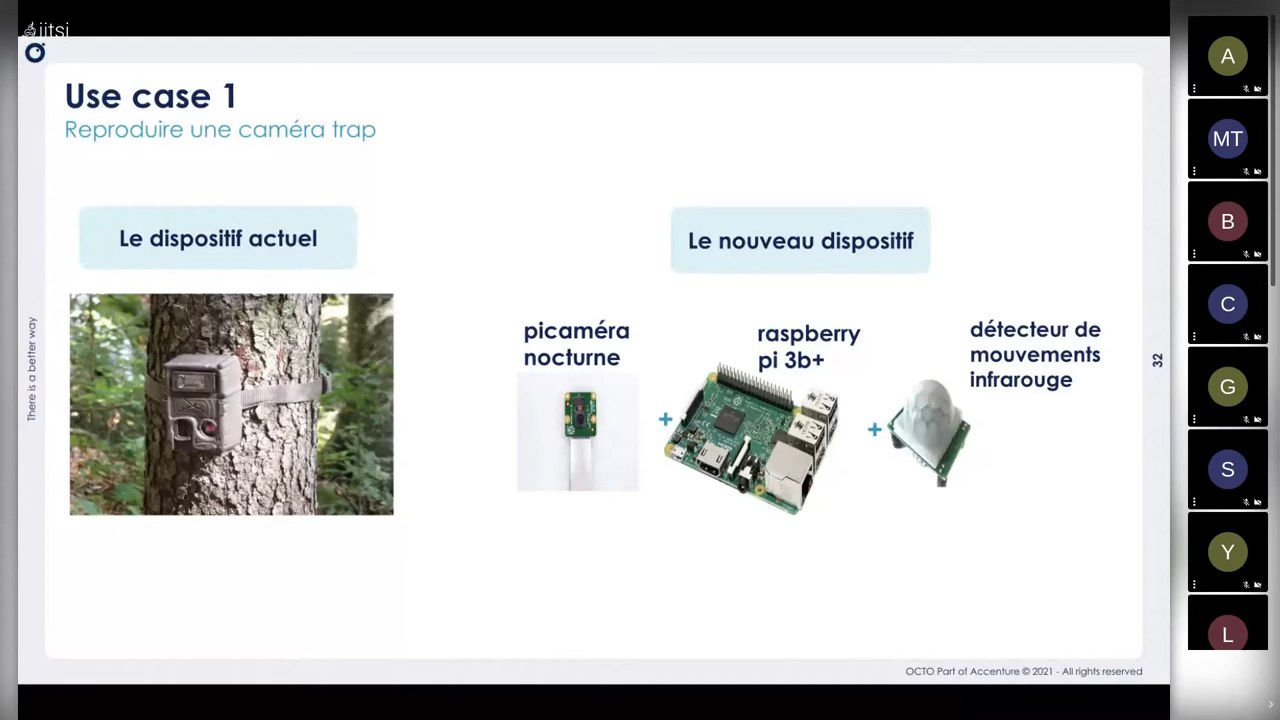 jitsi
Use case 1
Reproduire une caméra trap
Le dispositif actuel
Le nouveau dispositif
picaméra
nocturne
raspberry
pi 3b+
détecteur de
mouvements
infrarouge
+
+
There is a better way
32
OCTO Part of Accenture © 2021 - All rights reserved
A
MT
B
C
G
S
Y
L